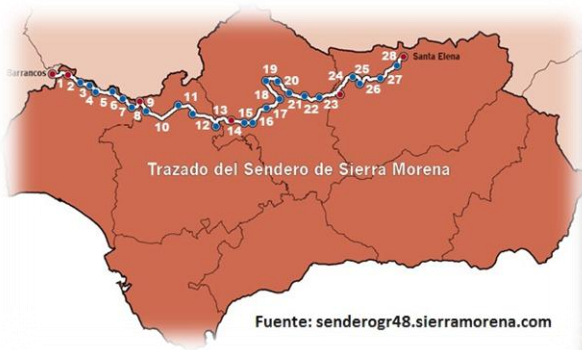 28
Santa Elena
Barrancos
1 2 3 4 5 6 7 8 9 10 11 12 13 14 15 16 17 18 19 20 21 22 23 24 25 26 27
Trazado del Sendero de Sierra Morena
Fuente: senderogr48.sierramorena.com